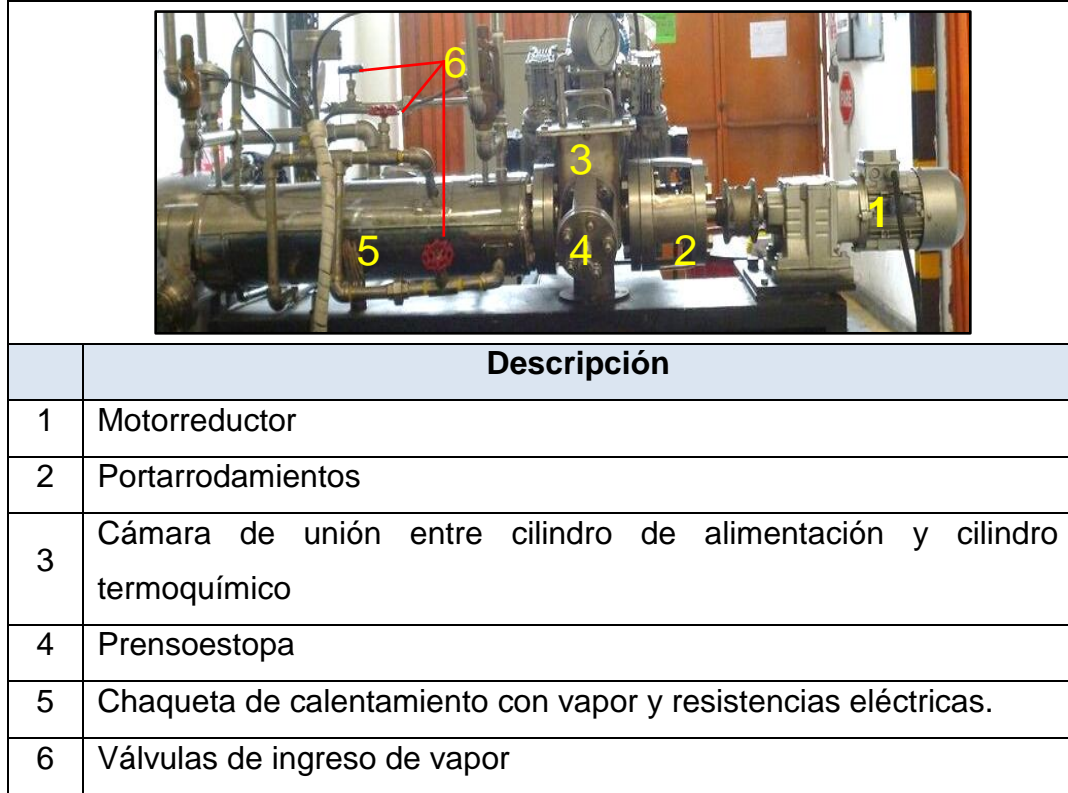 6
3
1
5
4
2
Descripción
1 Motorreductor
2 Portarrodamientos
3 Cámara de unión entre cilindro de alimentación y cilindro
termoquímico
4 Prensoestopa
5 Chaqueta de calentamiento con vapor y resistencias eléctricas.
6 Válvulas de ingreso de vapor